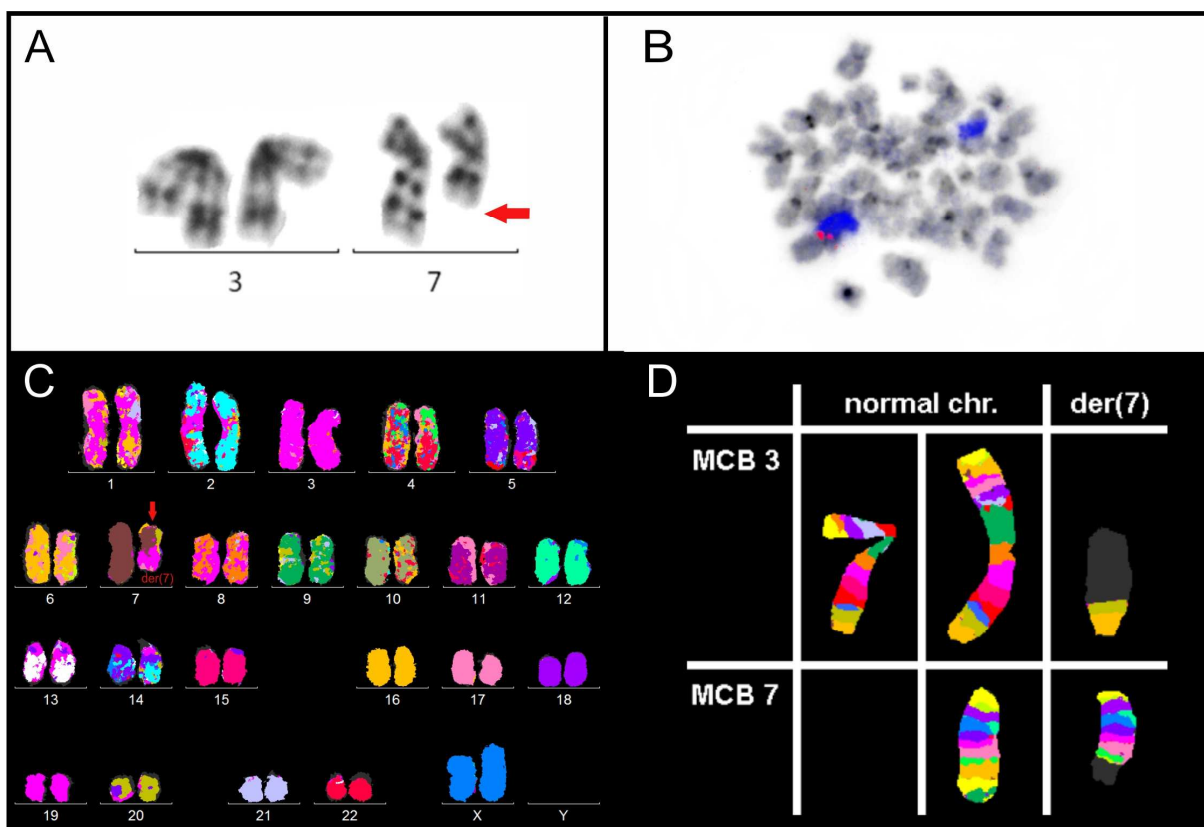 A
3 7
B
C
1 2 3 4 5
der(7)
6 7 8 9 10 11 12
13 14 15 16 17 18
19 20 21 22 X Y
D
normal chr. der(7)
MCB 3
MCB 7